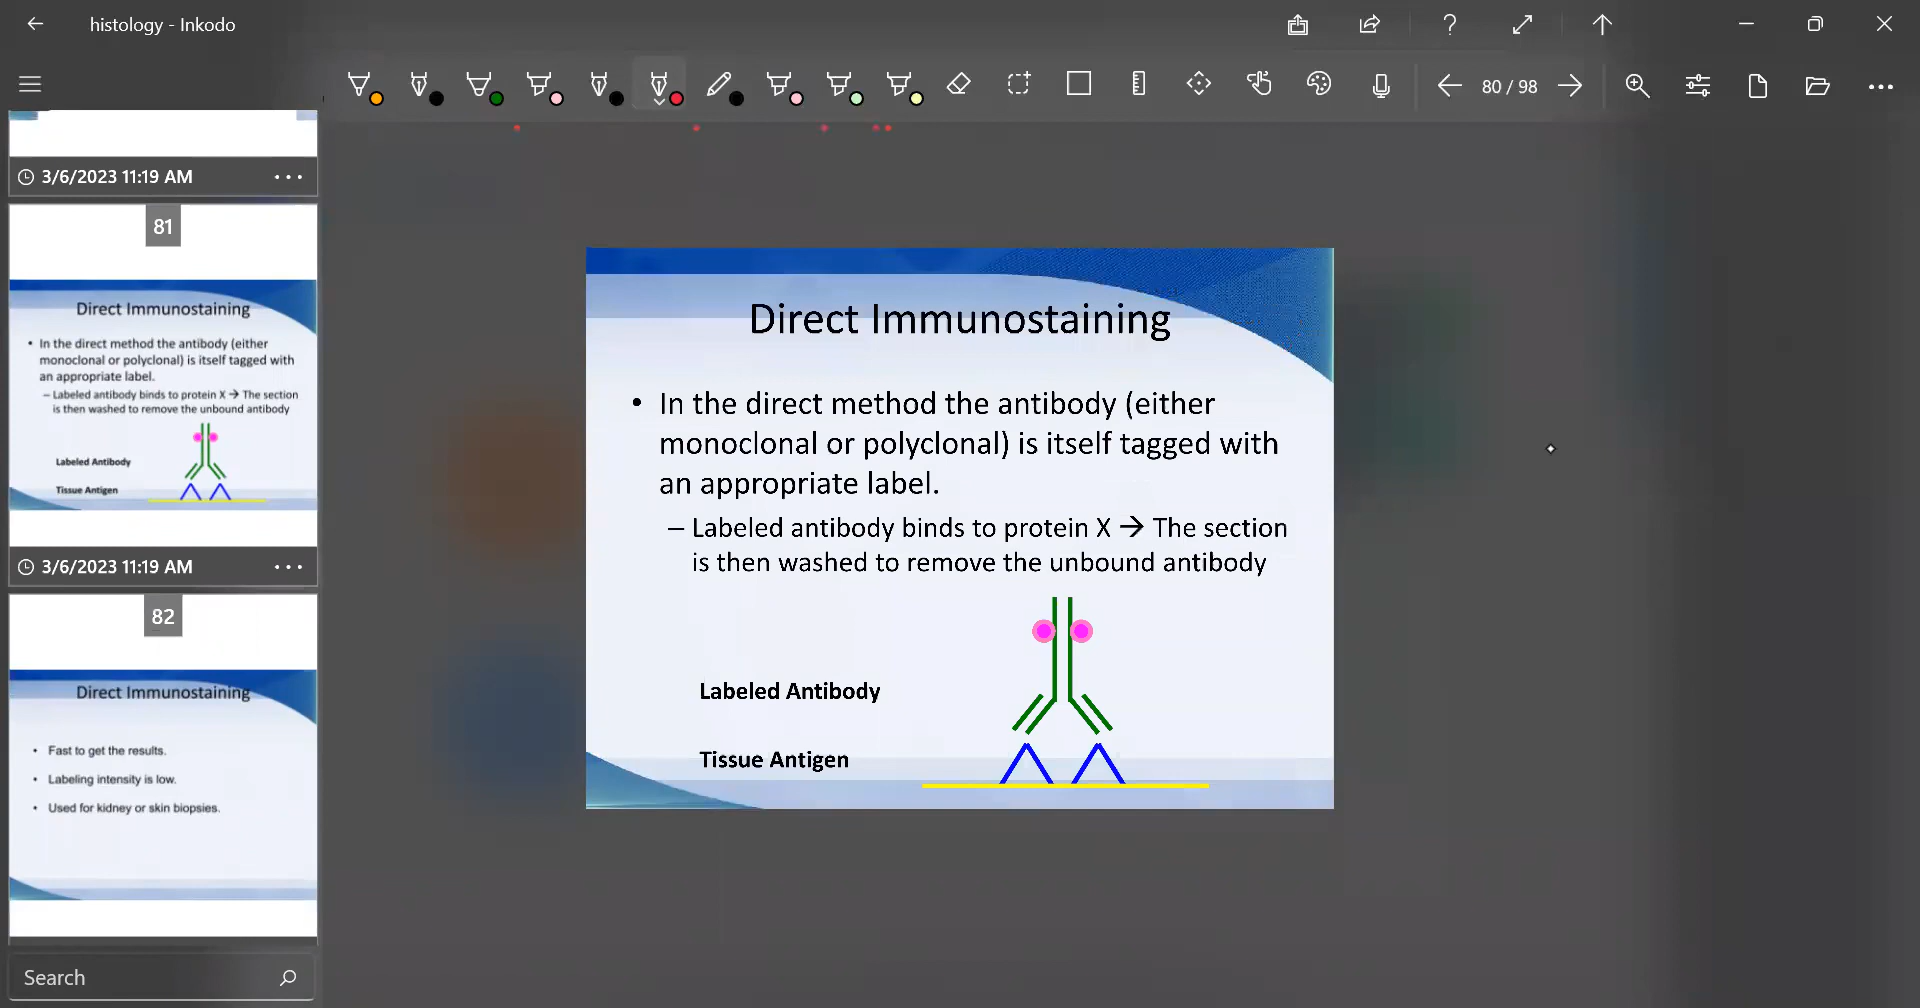 histology - Inkodo
80 / 98
3/6/2023 11:19 AM
81
Direct Immunostaining
• In the direct method the antibody (either
monoclonal or polyclonal) is itself tagged with
an appropriate label.
– Labeled antibody binds to protein X → The section
is then washed to remove the unbound antibody
Labeled Antibody
Tissue Antigen
3/6/2023 11:19 AM
82
Direct Immunostaining
• Fast to get the results.
• Labeling intensity is low.
• Used for kidney or skin biopsies.
Search
Direct Immunostaining
• In the direct method the antibody (either
monoclonal or polyclonal) is itself tagged with
an appropriate label.
– Labeled antibody binds to protein X → The section
is then washed to remove the unbound antibody
Labeled Antibody
Tissue Antigen